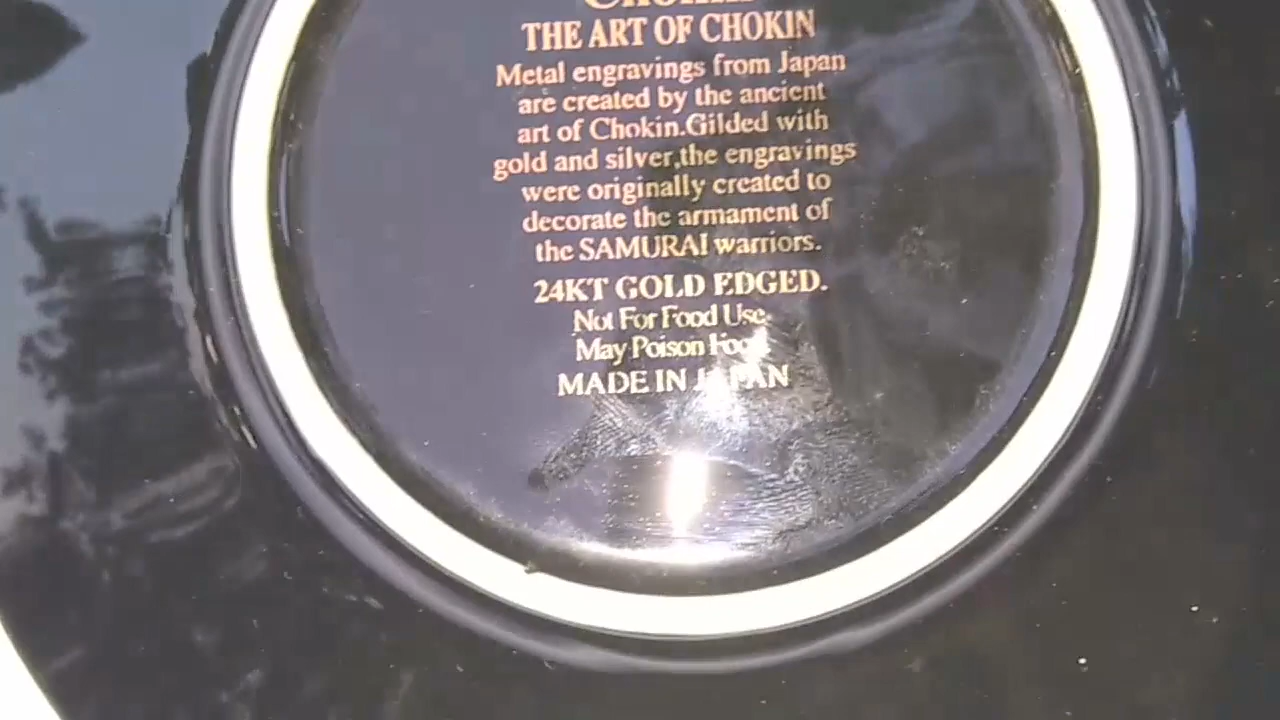 THE ART OF CHOKIN
Metal engravings from Japan
are created by the ancient
art of Chokin.Gilded with
gold and silver,the engravings
were originally created to
decorate the armament of
the SAMURAI warriors.
24KT GOLD EDGED.
Not For Food Use
May Poison Food
MADE IN JAPAN